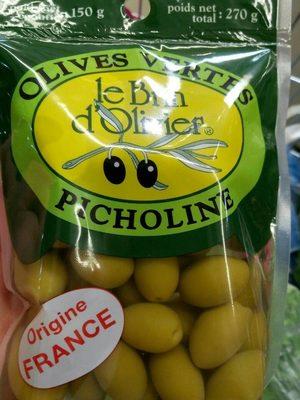 150 g
poids net
total : 270 g
OLIVES VERTES
le Brin
d'Olivier®
PICHOLINE
Origine
FRANCE